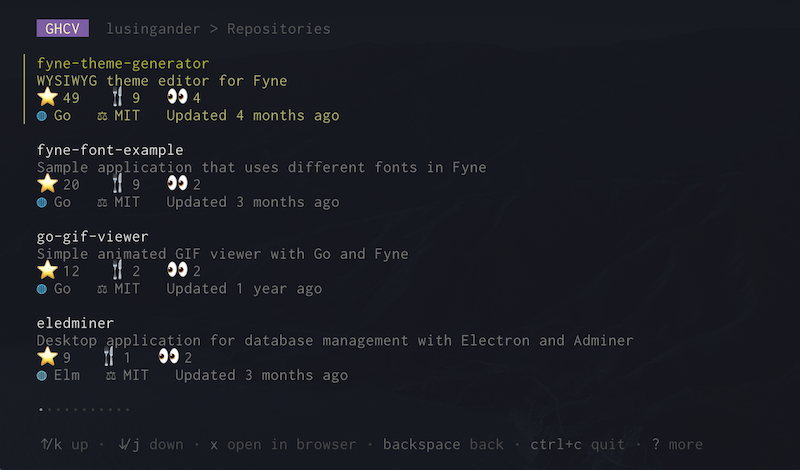 GHCV lusingander > Repositories
fyne-theme-generator
WYSIWYG theme editor for Fyne
⭐ 49 🍴 9 👀 4
Go ⚖ MIT Updated 4 months ago
fyne-font-example
Sample application that uses different fonts in Fyne
⭐ 20 🍴 9 👀 2
Go ⚖ MIT Updated 3 months ago
go-gif-viewer
Simple animated GIF viewer with Go and Fyne
⭐ 12 🍴 2 👀 2
Go ⚖ MIT Updated 1 year ago
eledminer
Desktop application for database management with Electron and Adminer
⭐ 9 🍴 1 👀 2
Elm ⚖ MIT Updated 3 months ago
↑/k up · ↓/j down · x open in browser · backspace back · ctrl+c quit · ? more